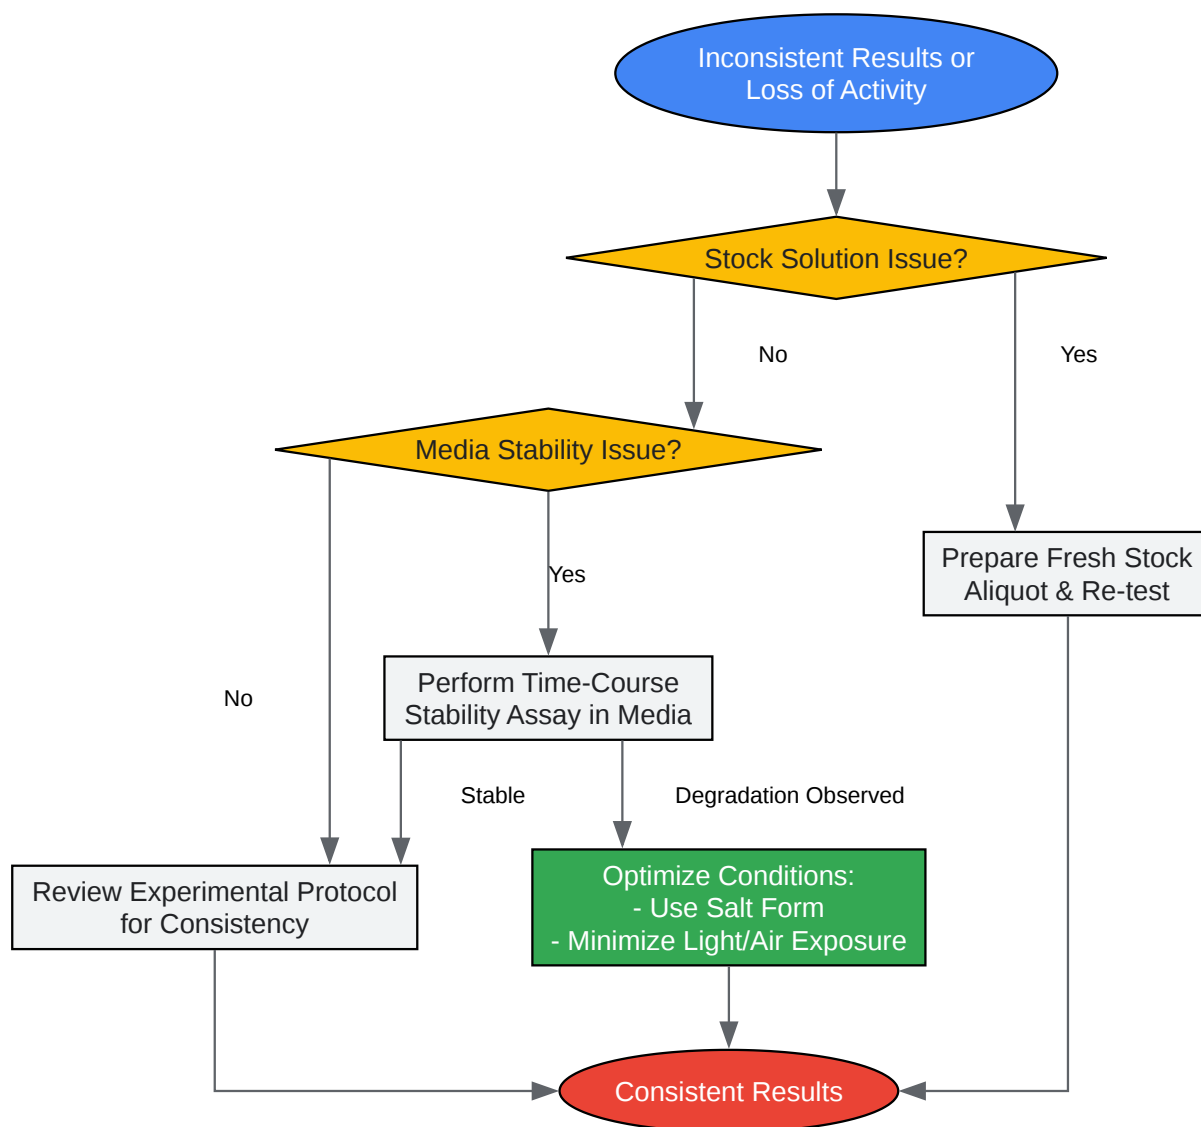 Inconsistent Results or
Loss of Activity
Stock Solution Issue?
No
Yes
Media Stability Issue?
Yes
Prepare Fresh Stock
Aliquot & Re-test
No
Perform Time-Course
Stability Assay in Media
Stable
Degradation Observed
Review Experimental Protocol
for Consistency
Optimize Conditions:
- Use Salt Form
- Minimize Light/Air Exposure
Consistent Results